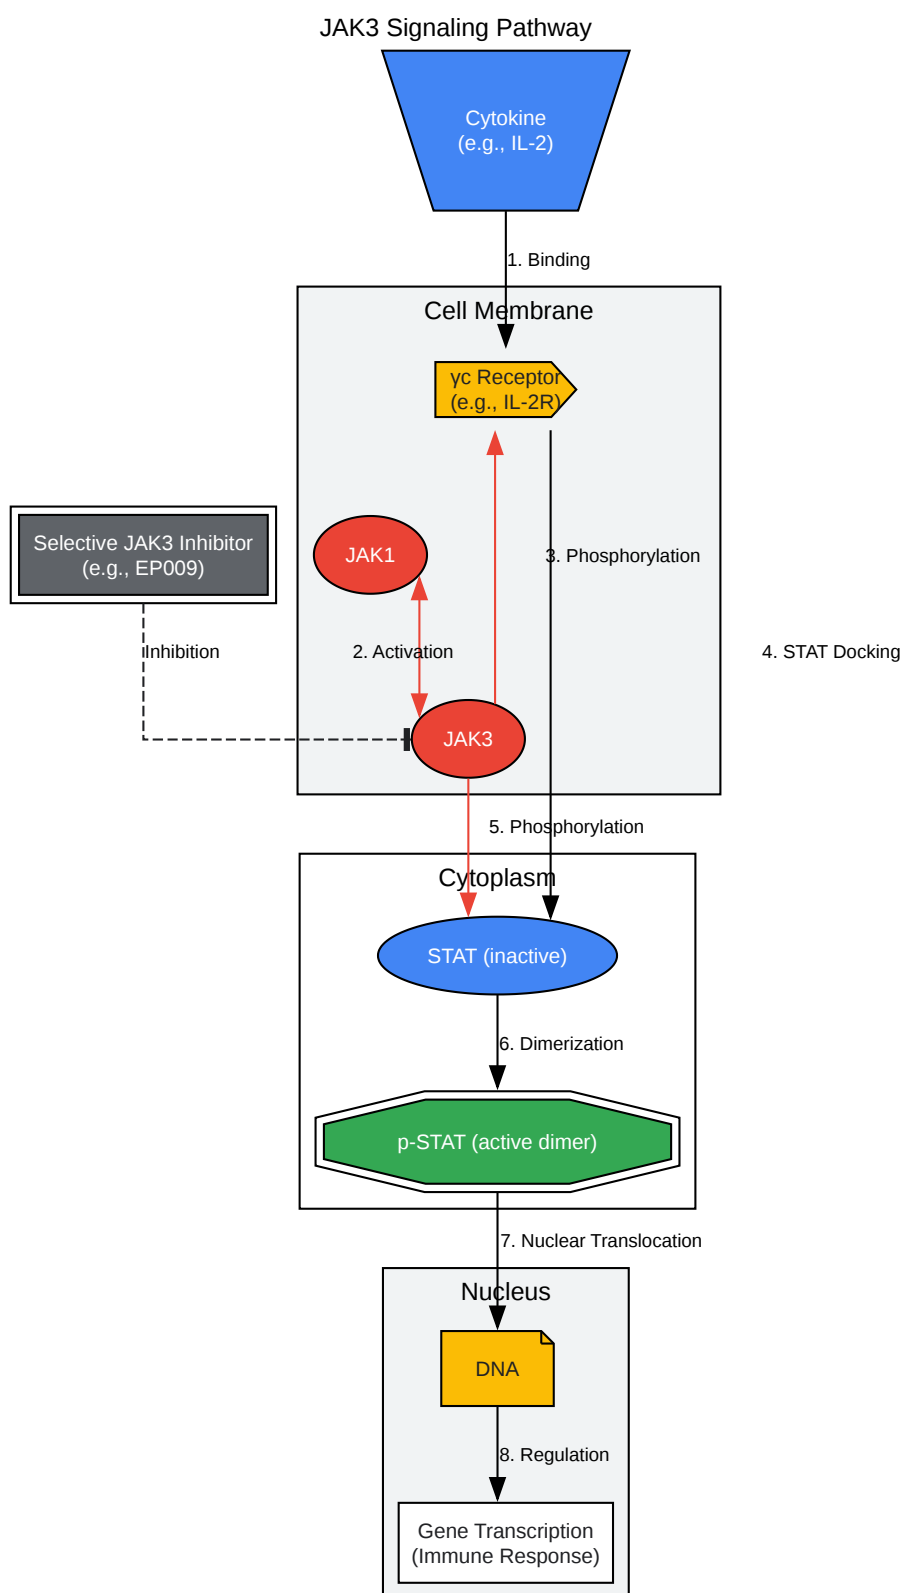 JAK3 Signaling Pathway
Cytokine
(e.g., IL-2)
1. Binding
Cell Membrane
γc Receptor
(e.g., IL-2R)
Selective JAK3 Inhibitor
(e.g., EP009)
JAK1
3. Phosphorylation
Inhibition
2. Activation
4. STAT Docking
JAK3
5. Phosphorylation
Cytoplasm
STAT (inactive)
6. Dimerization
p-STAT (active dimer)
7. Nuclear Translocation
Nucleus
DNA
8. Regulation
Gene Transcription
(Immune Response)